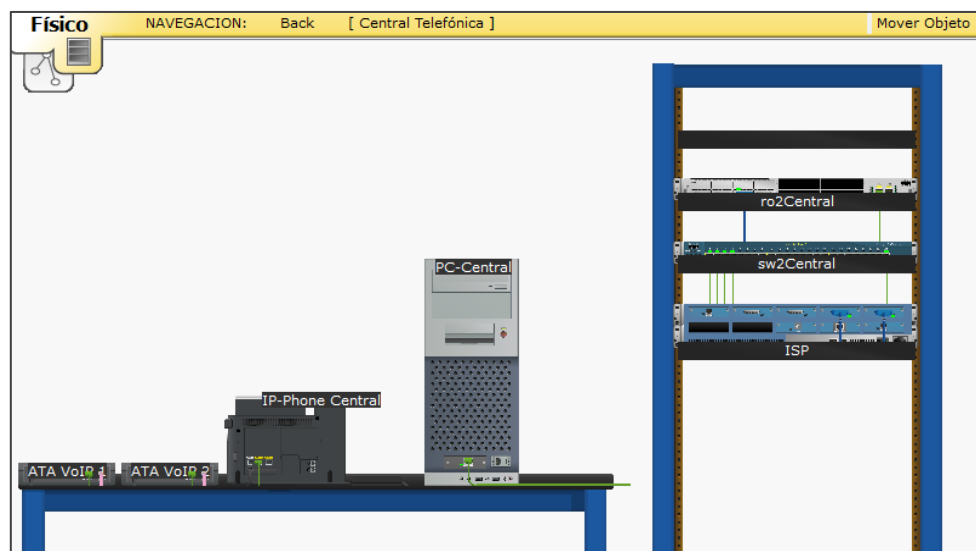 Físico NAVEGACION: Back [ Central Telefónica ] Mover Objeto
ro2Central
sw2Central
PC-Central
ISP
IP-Phone Central
ATA VoIP 1 ATA VoIP 2